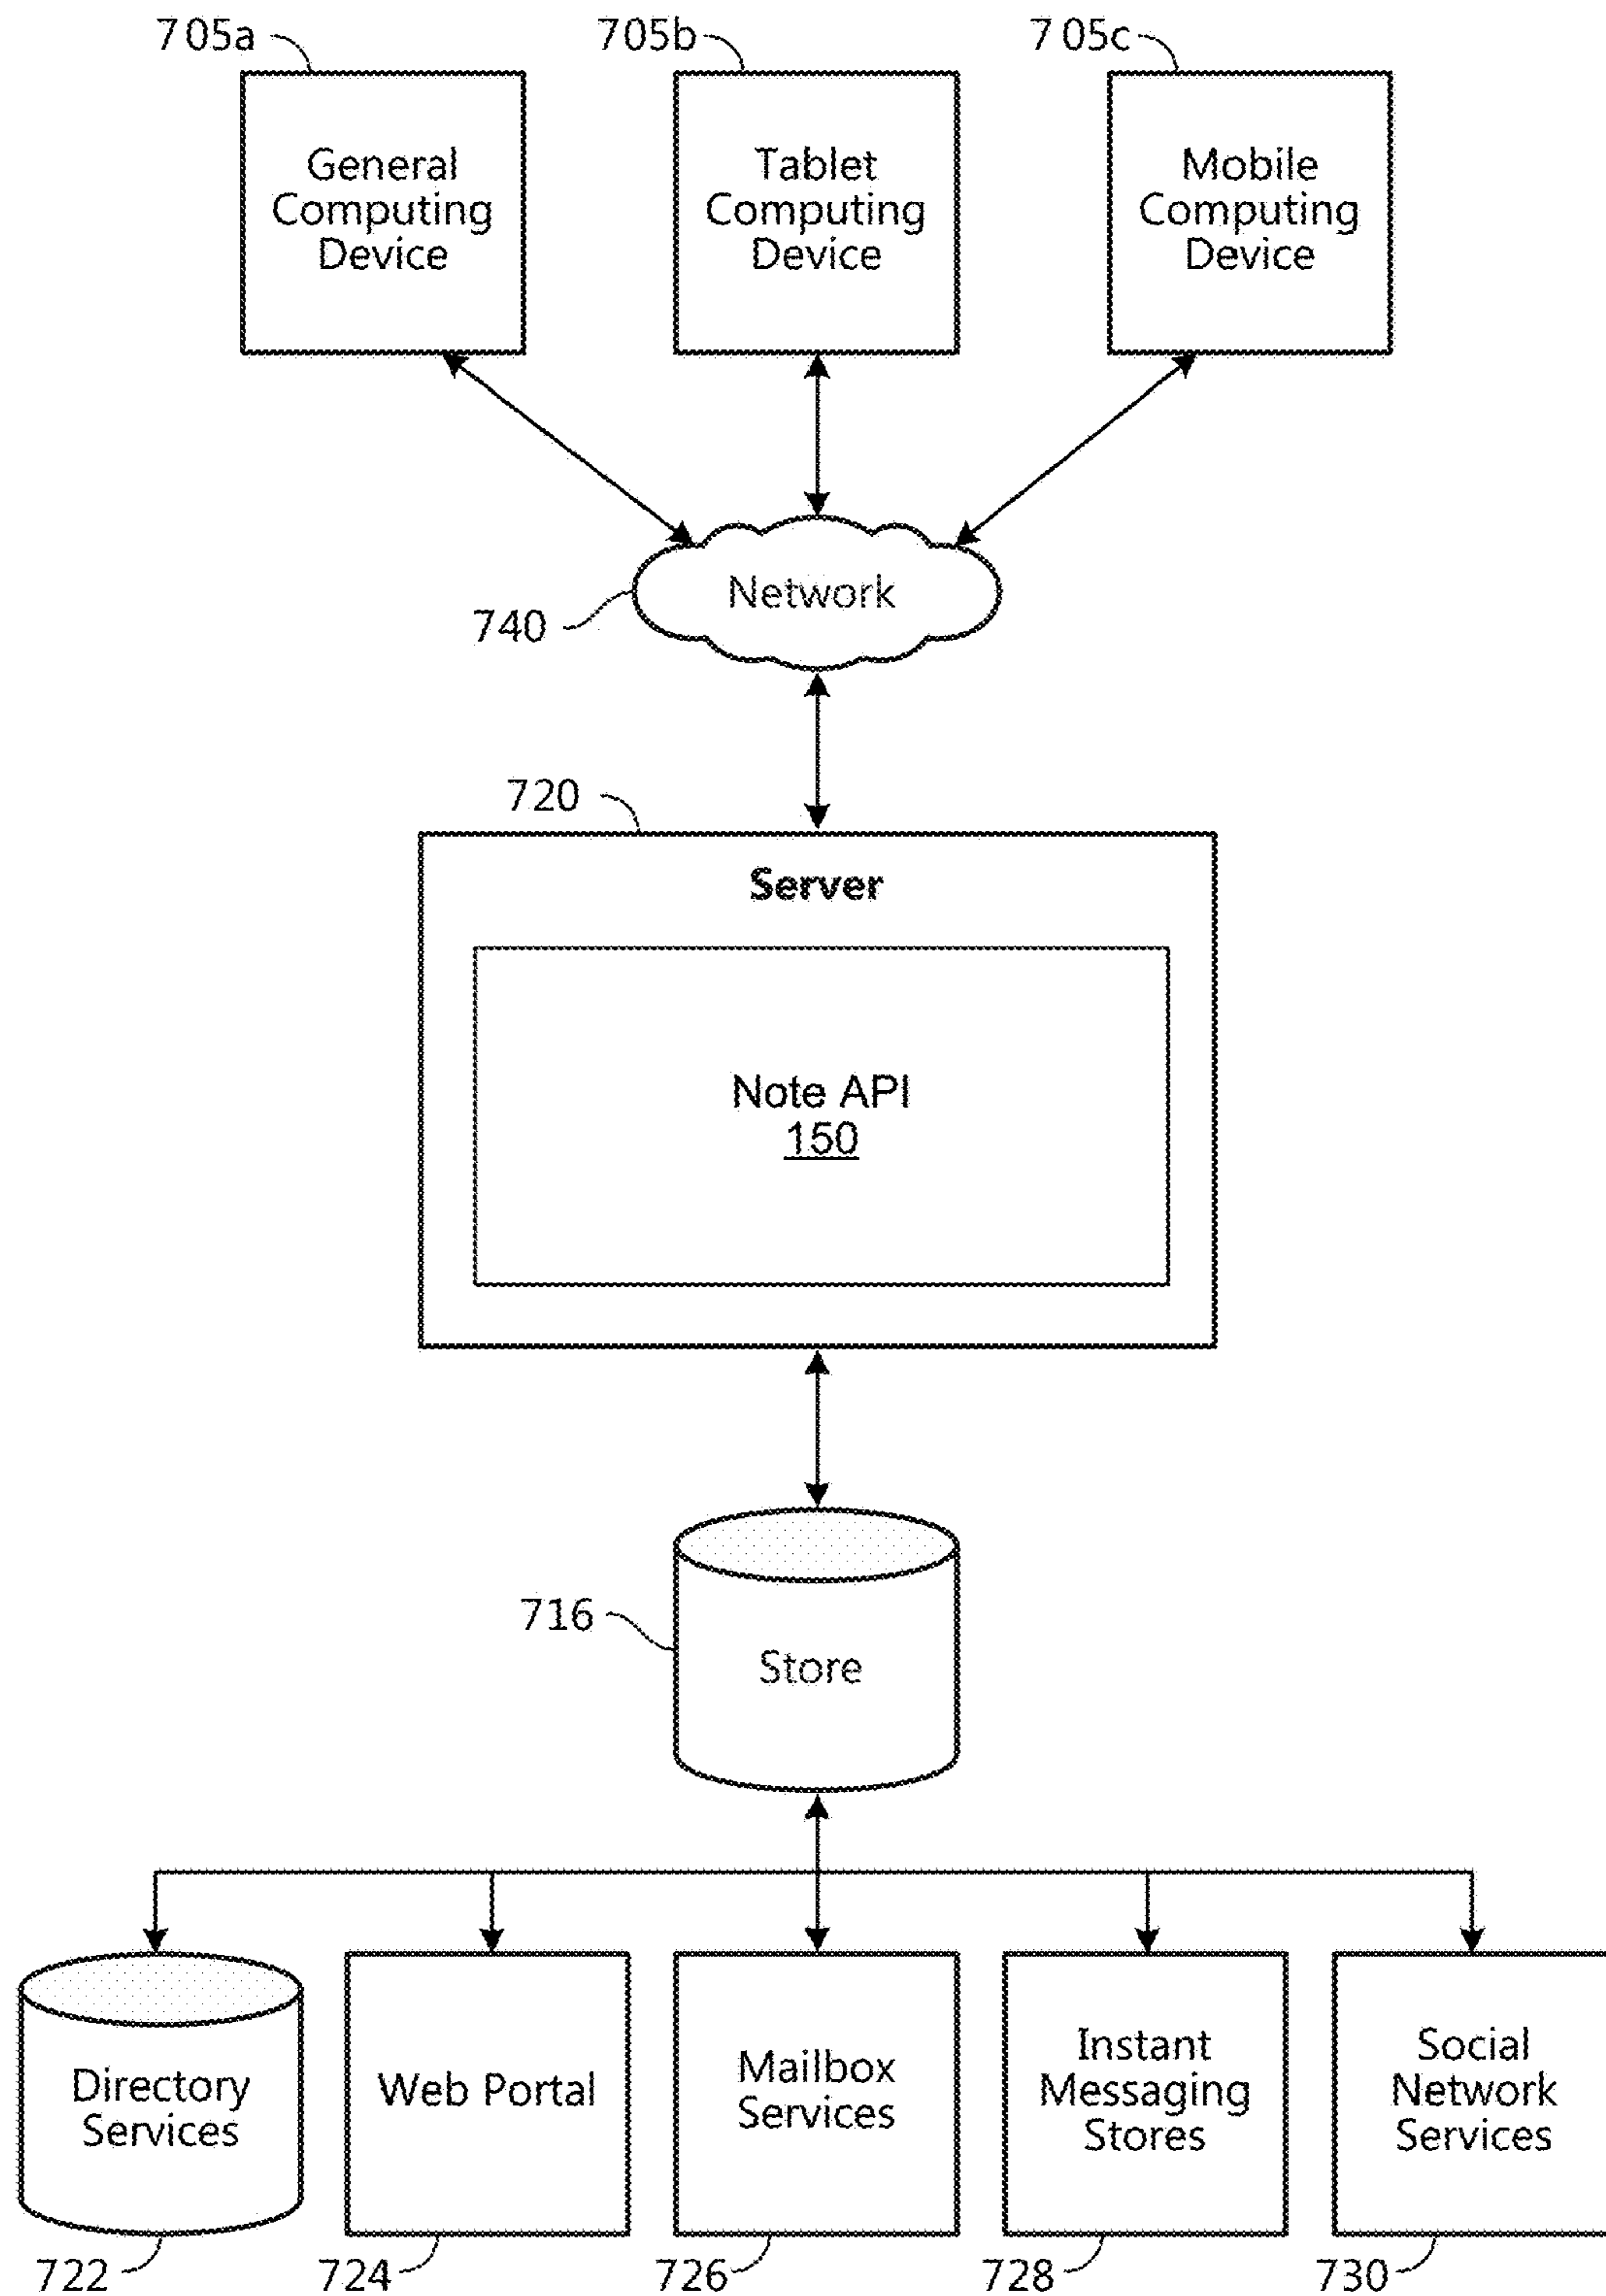 705a
705b
705c
General
Computing
Device
Tablet
Computing
Device
Mobile
Computing
Device
Network
740
720
Server
Note API
150
716
Store
Directory
Services
Web Portal
Mailbox
Services
Instant
Messaging
Stores
Social
Network
Services
722
724
726
728
730